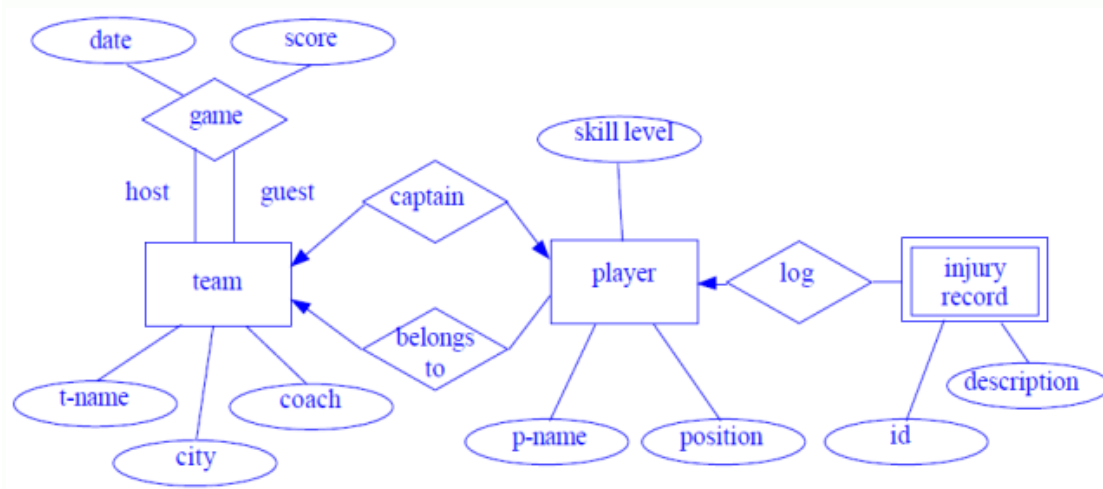 date
score
game
host
guest
skill level
captain
team
player
log
injury
record
belongs
to
t-name
coach
city
p-name
position
id
description